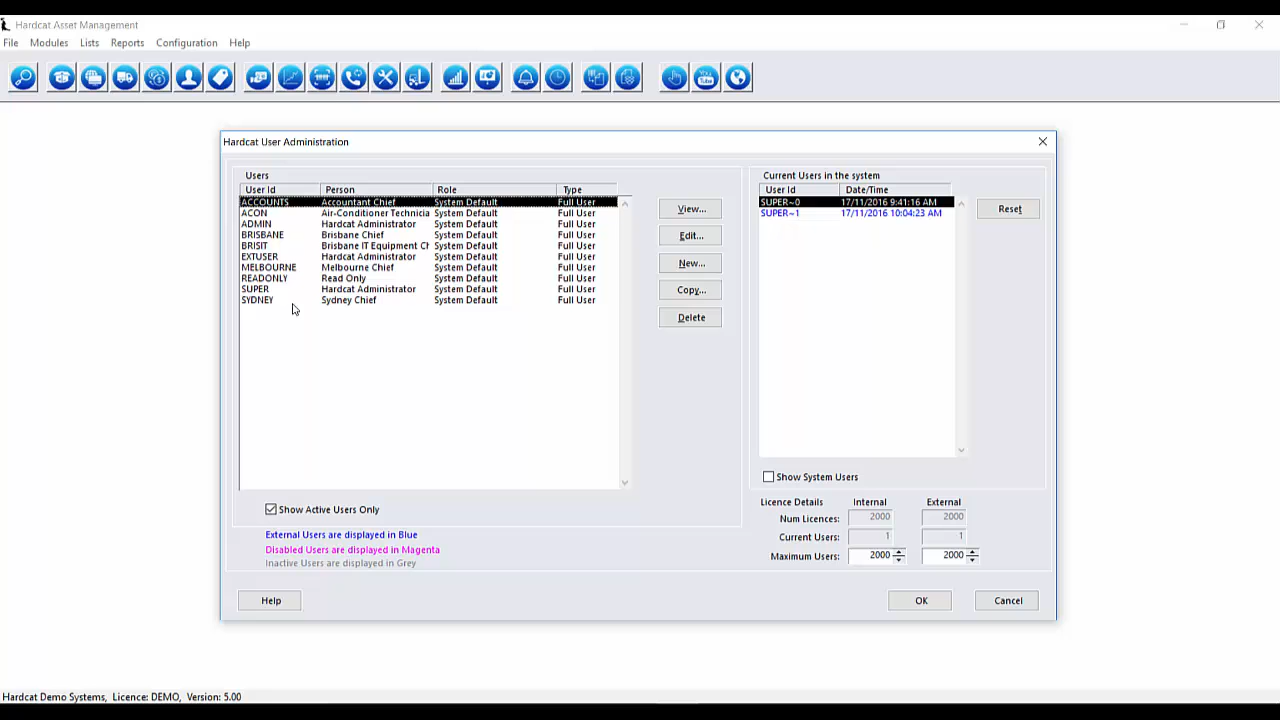 Hardcat Asset Management
File Modules Lists Reports Configuration Help
You Tube
Hardcat User Administration
Users
User Id Person Role Type
ACCOUNTS Accountant Chief System Default Full User
ACON Air-Conditioner Technicia System Default Full User
ADMIN Hardcat Administrator System Default Full User
BRISBANE Brisbane Chief System Default Full User
BRISIT Brisbane IT Equipment Ch System Default Full User
EXTUSER Hardcat Administrator System Default Full User
MELBOURNE Melbourne Chief System Default Full User
READONLY Read Only System Default Full User
SUPER Hardcat Administrator System Default Full User
SYDNEY Sydney Chief System Default Full User
View...
Edit...
New...
Copy...
Delete
Show Active Users Only
External Users are displayed in Blue
Disabled Users are displayed in Magenta
Inactive Users are displayed in Grey
Current Users in the system
User Id Date/Time
SUPER~0 17/11/2016 9:41:16 AM
SUPER~1 17/11/2016 10:04:23 AM
Reset
Show System Users
Licence Details Internal External
Num Licences: 2000 2000
Current Users: 1 1
Maximum Users: 2000 2000
Help OK Cancel
Hardcat Demo Systems, Licence: DEMO, Version: 5.00